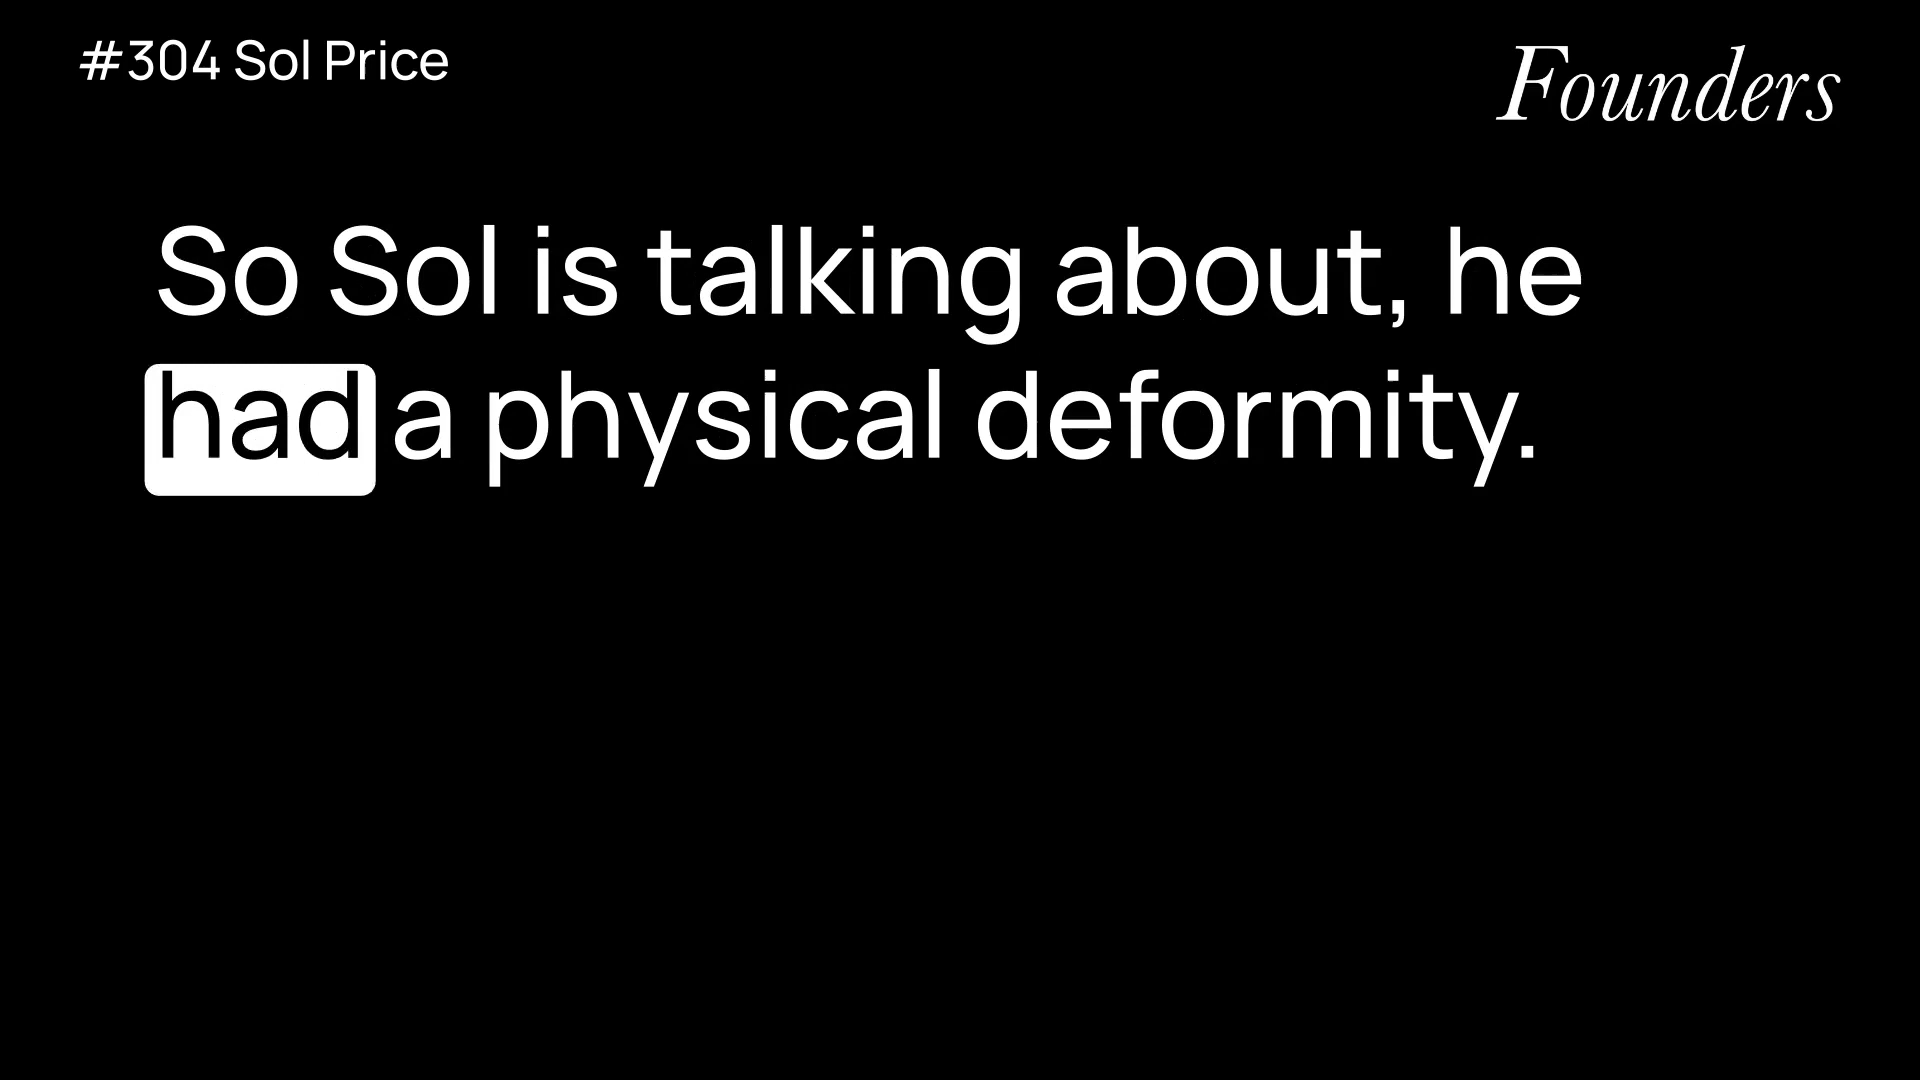 #304 Sol Price
Founders
So Sol is talking about, he
had a physical deformity.